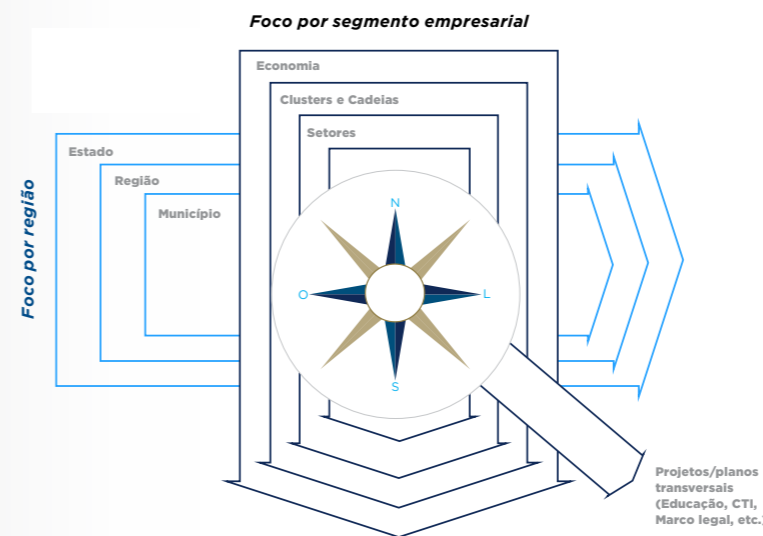 Foco por segmento empresarial
Economia
Clusters e Cadeias
Setores
Estado
Região
Município
Foco por região
N
O
L
S
Projetos/planos
transversais
(Educação, CTI,
Marco legal, etc.)